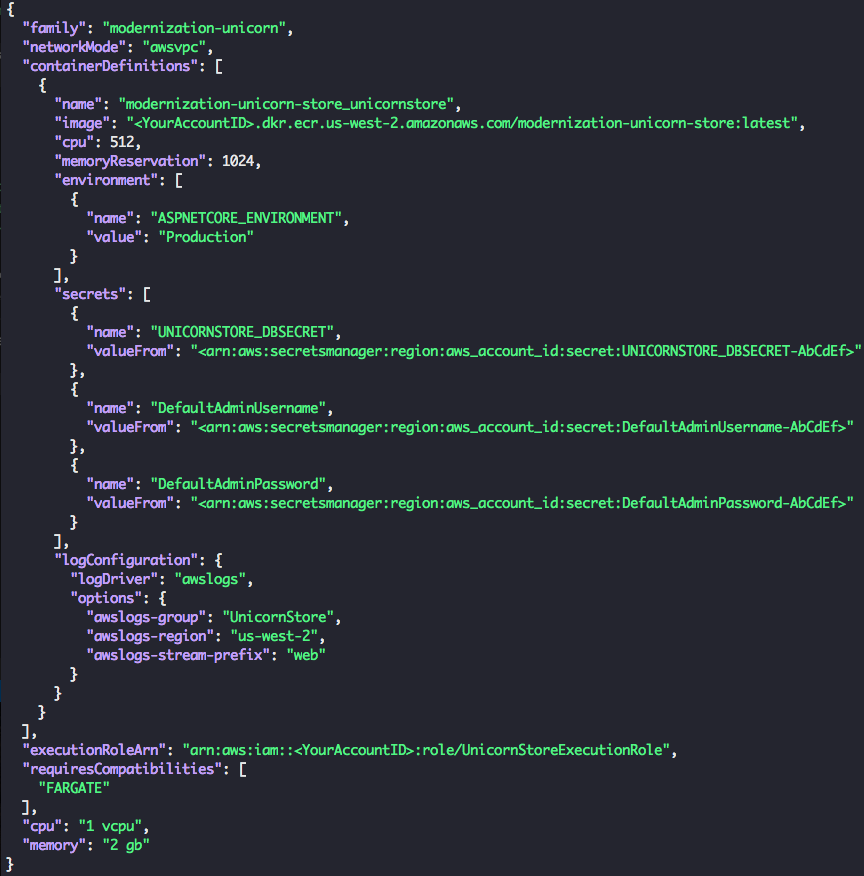 {
  "family": "modernization-unicorn",
  "networkMode": "awsvpc",
  "containerDefinitions": [
    {
      "name": "modernization-unicorn-store_unicornstore",
      "image": "<YourAccountID>.dkr.ecr.us-west-2.amazonaws.com/modernization-unicorn-store:latest",
      "cpu": 512,
      "memoryReservation": 1024,
      "environment": [
        {
          "name": "ASPNETCORE_ENVIRONMENT",
          "value": "Production"
        }
      ],
      "secrets": [
        {
          "name": "UNICORNSTORE_DBSECRET",
          "valueFrom": "<arn:aws:secretsmanager:region:aws_account_id:secret:UNICORNSTORE_DBSECRET-AbCdEf>"
        },
        {
          "name": "DefaultAdminUsername",
          "valueFrom": "<arn:aws:secretsmanager:region:aws_account_id:secret:DefaultAdminUsername-AbCdEf>"
        },
        {
          "name": "DefaultAdminPassword",
          "valueFrom": "<arn:aws:secretsmanager:region:aws_account_id:secret:DefaultAdminPassword-AbCdEf>"
        }
      ],
      "logConfiguration": {
        "logDriver": "awslogs",
        "options": {
          "awslogs-group": "UnicornStore",
          "awslogs-region": "us-west-2",
          "awslogs-stream-prefix": "web"
        }
      }
    }
  ],
  "executionRoleArn": "arn:aws:iam::<YourAccountID>:role/UnicornStoreExecutionRole",
  "requiresCompatibilities": [
    "FARGATE"
  ],
  "cpu": "1 vcpu",
  "memory": "2 gb"
}